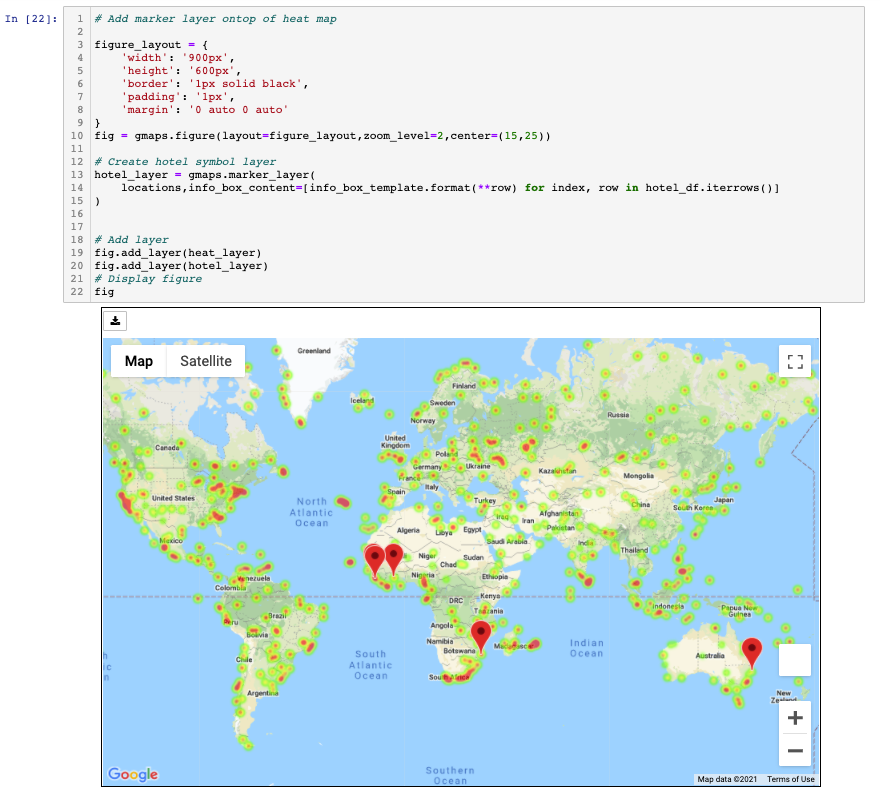 In [22]:
1 # Add marker layer ontop of heat map
2
3 figure_layout = {
4     'width': '900px',
5     'height': '600px',
6     'border': '1px solid black',
7     'padding': '1px',
8     'margin': '0 auto 0 auto'
9 }
10 fig = gmaps.figure(layout=figure_layout,zoom_level=2,center=(15,25))
11
12 # Create hotel symbol layer
13 hotel_layer = gmaps.marker_layer(
14     locations,info_box_content=[info_box_template.format(**row) for index, row in hotel_df.iterrows()]
15 )
16
17
18 # Add layer
19 fig.add_layer(heat_layer)
20 fig.add_layer(hotel_layer)
21 # Display figure
22 fig
Map
Satellite
Greenland
Iceland
Finland
Sweden
Norway
Russia
Canada
United
Kingdom
Poland
Germany
Ukraine
France
Kazakhstan
Mongolia
Spain
Italy
United States
North
Atlantic
Ocean
Turkey
China
Japan
South Korea
Afghanistan
Iraq
Iran
Pakistan
Algeria
Libya
Egypt
Saudi Arabia
India
Mexico
Thailand
Niger
Chad
Sudan
Nigeria
Ethiopia
Venezuela
Colombia
DRC
Kenya
Tanzania
Indonesia
Papua New
Guinea
Brazil
Peru
Bolivia
Angola
Namibia
Botswana
Madagascar
Indian
Ocean
South
Atlantic
Ocean
Australia
Chile
South Africa
Argentina
New
Zealand
Google
Southern
Ocean
Map data ©2021
Terms of Use